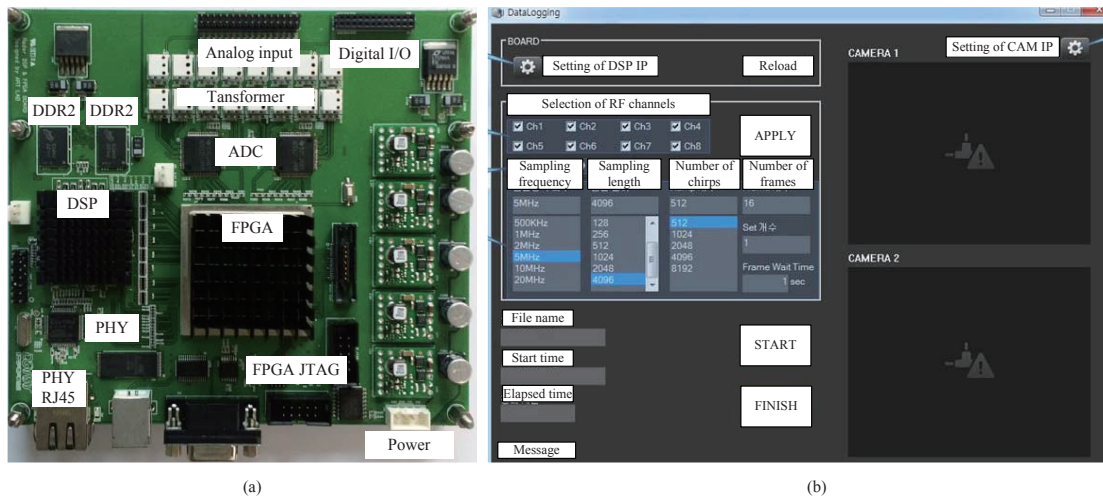 Analog input
Digital I/O
DDR2 DDR2
Tansformer
ADC
DSP
FPGA
PHY
FPGA JTAG
PHY
RJ45
Power
(a)
DataLogging
BOARD
Setting of DSP IP
Reload
Selection of RF channels
Ch1 Ch2 Ch3 Ch4
Ch5 Ch6 Ch7 Ch8
APPLY
Sampling
frequency
Sampling
length
Number of
chirps
Number of
frames
5MHz
500KHz
1MHz
2MHz
5MHz
10MHz
20MHz
4096
128
256
512
1024
2048
4096
512
512
1024
2048
4096
8192
16
Set 개수
1
Frame Wait Time
1 sec
File name
Start time
Elapsed time
Message
START
FINISH
CAMERA 1
Setting of CAM IP
CAMERA 2
(b)